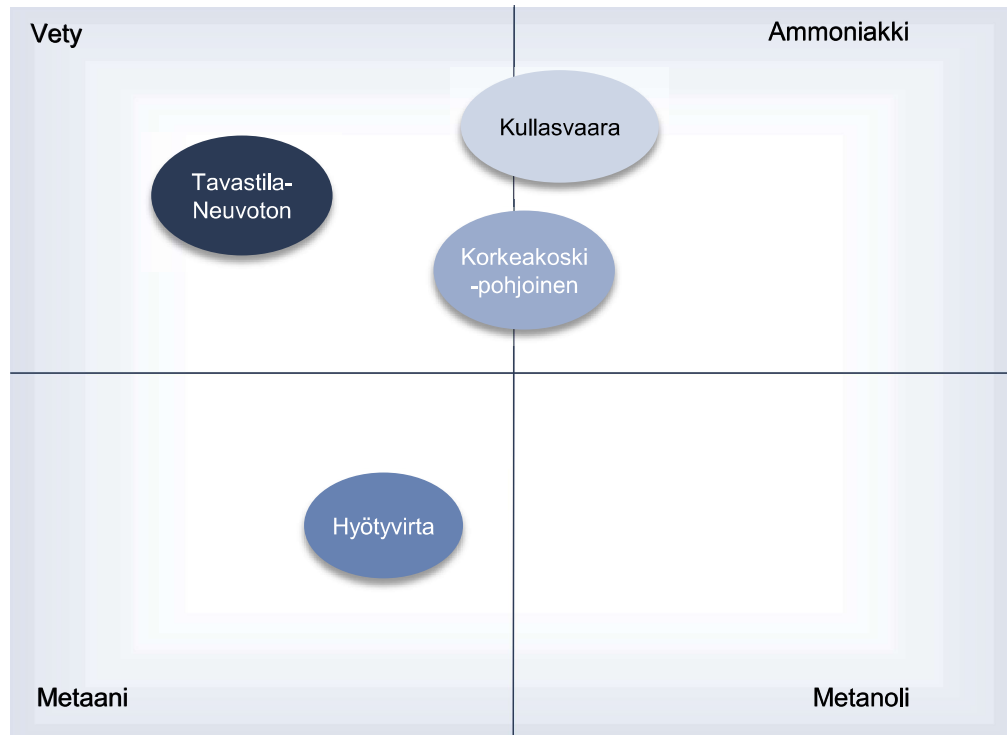 Vety
Ammoniakki
Kullasvaara
Tavastila-
Neuvoton
Korkeakoski
-pohjoinen
Hyötyvirta
Metaani
Metanoli